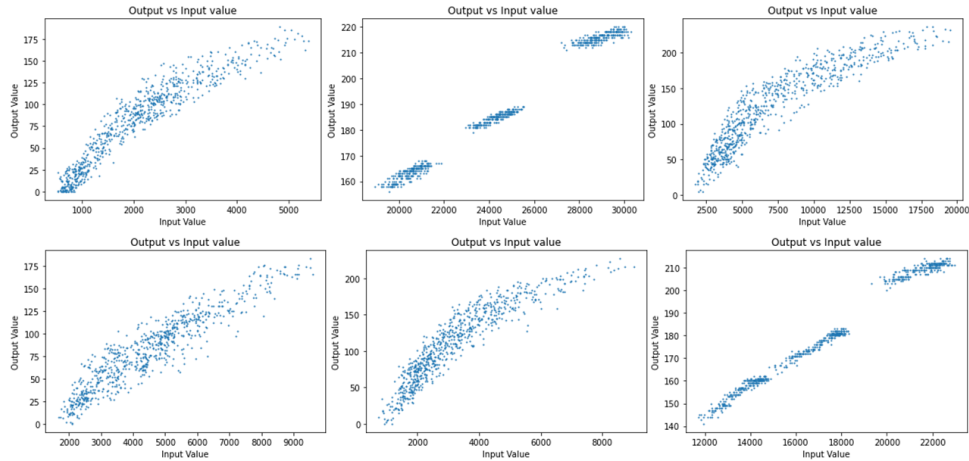 Output vs Input value
Output Value
175
150
125
100
75
50
25
0
1000 2000 3000 4000 5000
Input Value
Output vs Input value
Output Value
220
210
200
190
180
170
160
20000 22000 24000 26000 28000 30000
Input Value
Output vs Input value
Output Value
200
150
100
50
0
2500 5000 7500 10000 12500 15000 17500 20000
Input Value
Output vs Input value
Output Value
175
150
125
100
75
50
25
0
2000 3000 4000 5000 6000 7000 8000 9000
Input Value
Output vs Input value
Output Value
200
150
100
50
0
2000 4000 6000 8000
Input Value
Output vs Input value
Output Value
210
200
190
180
170
160
150
140
12000 14000 16000 18000 20000 22000
Input Value